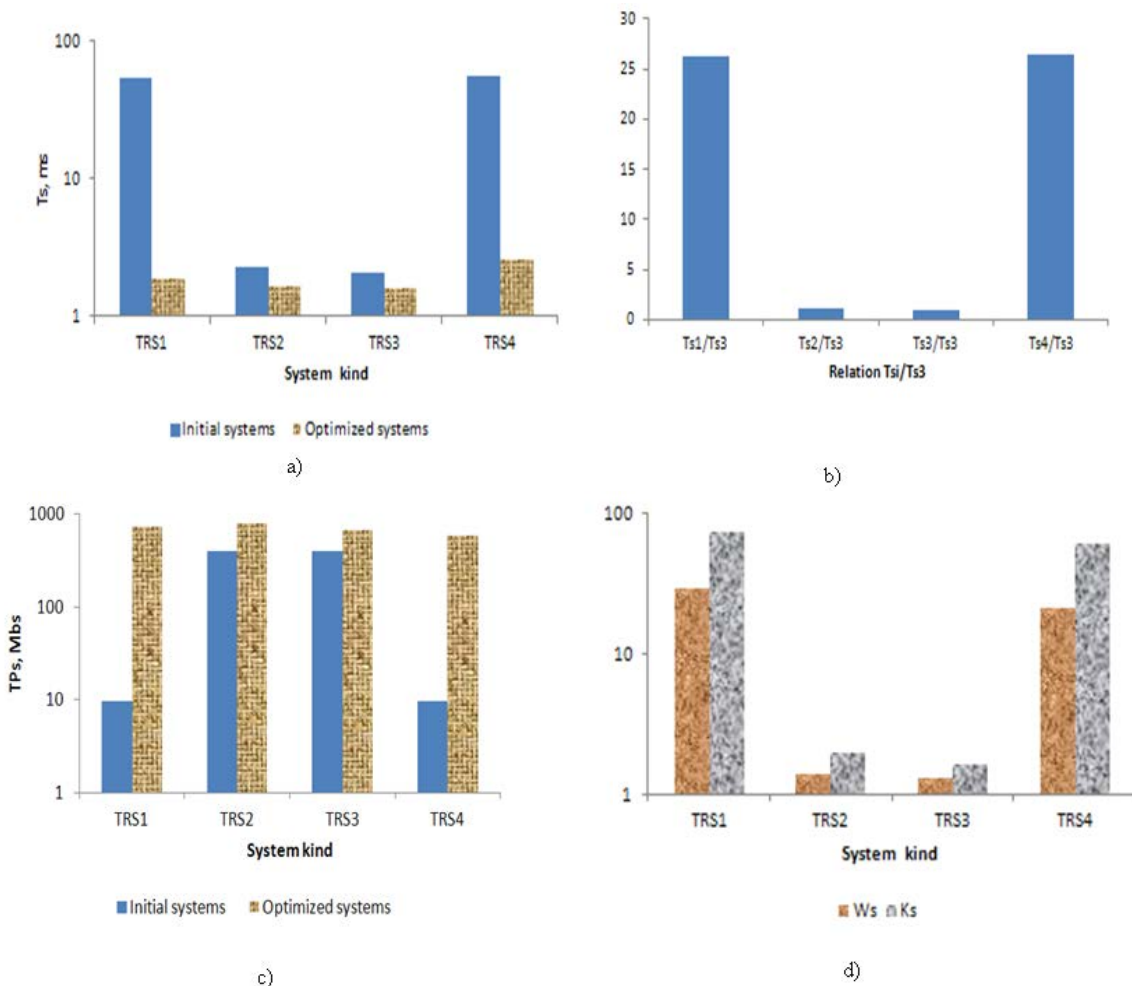 100
10
1
Ts, ms
TRS1 TRS2 TRS3 TRS4
System kind
Initial systems Optimized systems
a)
30
25
20
15
10
5
0
Ts1/Ts3 Ts2/Ts3 Ts3/Ts3 Ts4/Ts3
Relation Tsi/Ts3
b)
1000
100
10
1
TPs, Mbs
TRS1 TRS2 TRS3 TRS4
System kind
Initial systems Optimized systems
c)
100
10
1
TRS1 TRS2 TRS3 TRS4
System kind
Ws Ks
d)